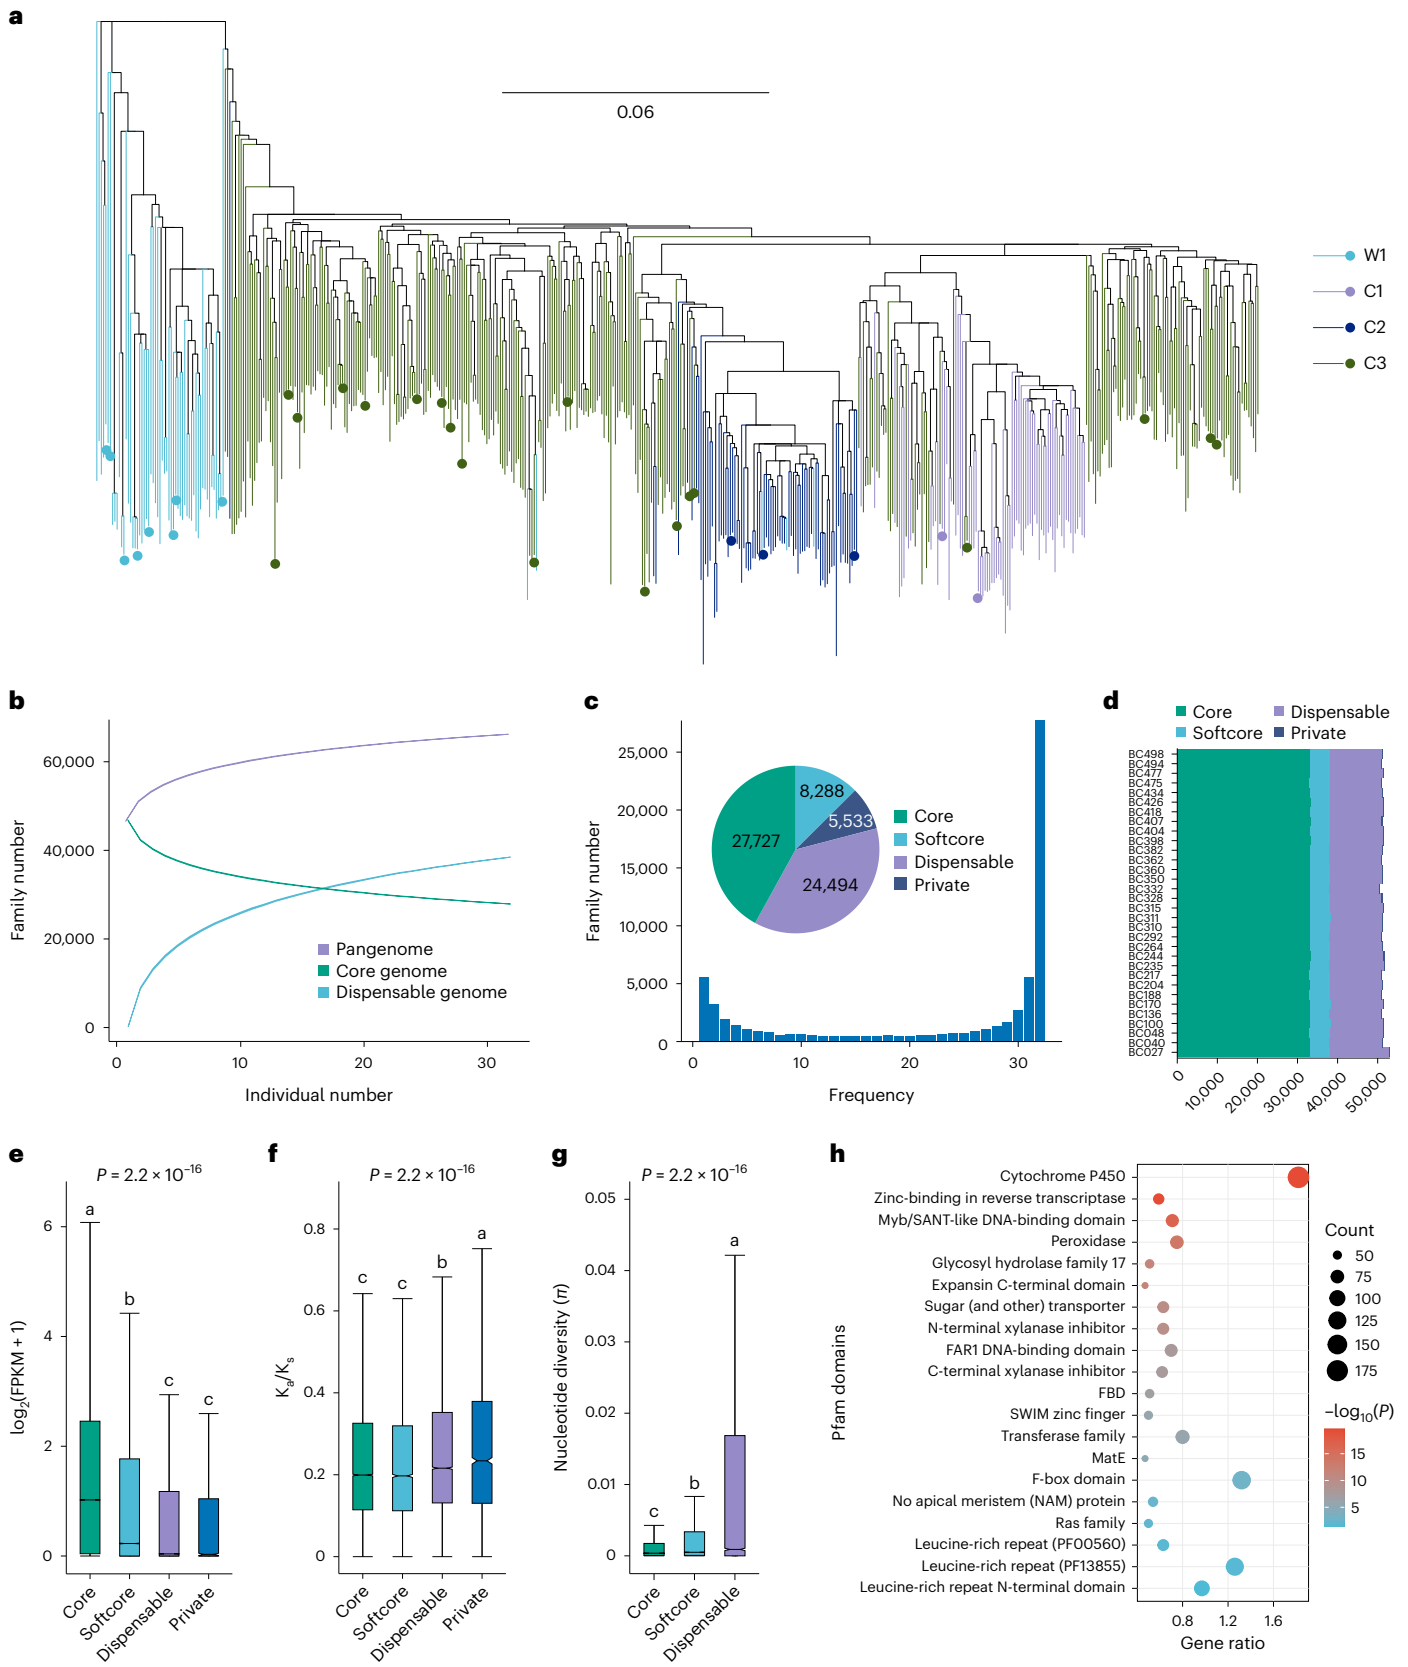 a
0.06
W1
C1
C2
C3
b
Family number
60,000
40,000
20,000
0
Pangenome
Core genome
Dispensable genome
0
10
20
30
Individual number
c
Family number
25,000
20,000
15,000
10,000
5,000
0
8,288
5,533
27,727
24,494
Core
Softcore
Dispensable
Private
0
10
20
30
Frequency
d
Core
Dispensable
Softcore
Private
BC498
BC494
BC477
BC475
BC434
BC426
BC418
BC407
BC404
BC398
BC382
BC362
BC360
BC350
BC332
BC328
BC315
BC311
BC310
BC292
BC264
BC244
BC235
BC217
BC204
BC188
BC170
BC136
BC100
BC048
BC040
BC027
0
10,000
20,000
30,000
40,000
50,000
e
P = 2.2 × 10⁻¹⁶
log₂(FPKM + 1)
6
4
2
0
a
b
c
c
Core
Softcore
Dispensable
Private
f
P = 2.2 × 10⁻¹⁶
Kₐ/Kₛ
0.8
0.6
0.4
0.2
0
c
c
b
a
Core
Softcore
Dispensable
Private
g
P = 2.2 × 10⁻¹⁶
Nucleotide diversity (π)
0.05
0.04
0.03
0.02
0.01
0
c
b
a
Core
Softcore
Dispensable
h
Pfam domains
Cytochrome P450
Zinc-binding in reverse transcriptase
Myb/SANT-like DNA-binding domain
Peroxidase
Glycosyl hydrolase family 17
Expansin C-terminal domain
Sugar (and other) transporter
N-terminal xylanase inhibitor
FAR1 DNA-binding domain
C-terminal xylanase inhibitor
FBD
SWIM zinc finger
Transferase family
MatE
F-box domain
No apical meristem (NAM) protein
Ras family
Leucine-rich repeat (PF00560)
Leucine-rich repeat (PF13855)
Leucine-rich repeat N-terminal domain
0.8
1.2
1.6
Gene ratio
Count
50
75
100
125
150
175
−log₁₀(P)
15
10
5